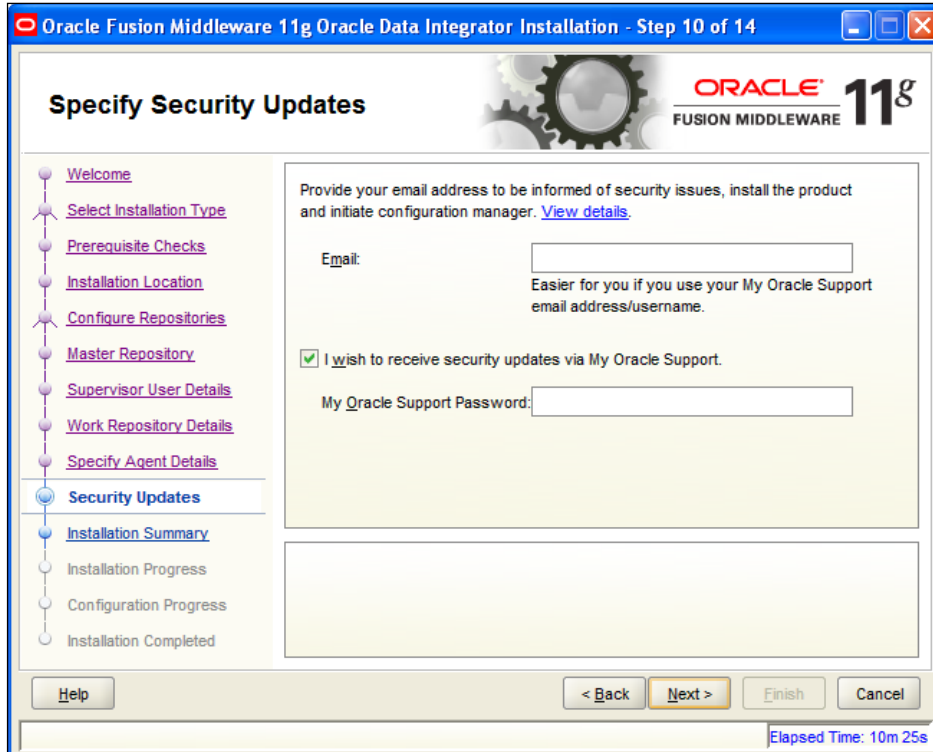 Oracle Fusion Middleware 11g Oracle Data Integrator Installation - Step 10 of 14
Specify Security Updates
ORACLE
FUSION MIDDLEWARE
11g
Welcome
Select Installation Type
Prerequisite Checks
Installation Location
Configure Repositories
Master Repository
Supervisor User Details
Work Repository Details
Specify Agent Details
Security Updates
Installation Summary
Installation Progress
Configuration Progress
Installation Completed
Provide your email address to be informed of security issues, install the product
and initiate configuration manager. View details.
Email:
Easier for you if you use your My Oracle Support
email address/username.
I wish to receive security updates via My Oracle Support.
My Oracle Support Password:
Help
< Back
Next >
Finish
Cancel
Elapsed Time: 10m 25s